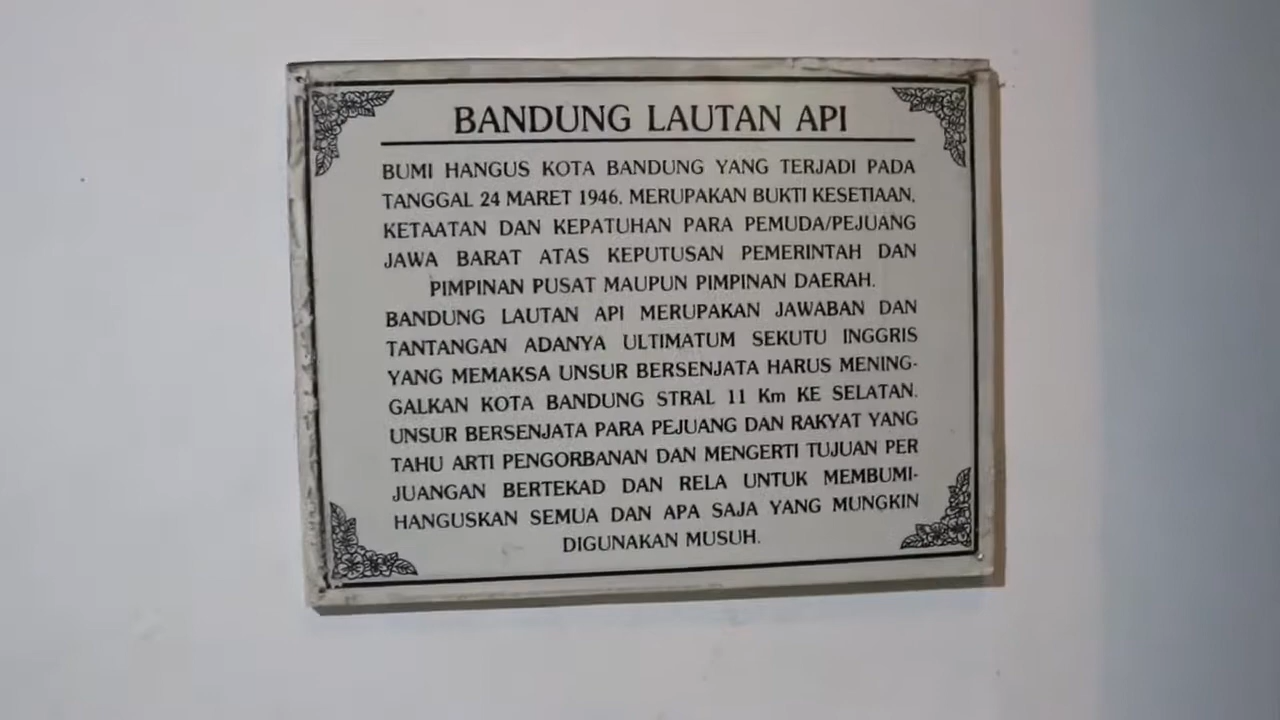 BANDUNG LAUTAN API
BUMI HANGUS KOTA BANDUNG YANG TERJADI PADA
TANGGAL 24 MARET 1946. MERUPAKAN BUKTI KESETIAAN,
KETAATAN DAN KEPATUHAN PARA PEMUDA/PEJUANG
JAWA BARAT ATAS KEPUTUSAN PEMERINTAH DAN
PIMPINAN PUSAT MAUPUN PIMPINAN DAERAH.
BANDUNG LAUTAN API MERUPAKAN JAWABAN DAN
TANTANGAN ADANYA ULTIMATUM SEKUTU INGGRIS
YANG MEMAKSA UNSUR BERSENJATA HARUS MENING-
GALKAN KOTA BANDUNG STRAL 11 Km KE SELATAN.
UNSUR BERSENJATA PARA PEJUANG DAN RAKYAT YANG
TAHU ARTI PENGORBANAN DAN MENGERTI TUJUAN PER
JUANGAN BERTEKAD DAN RELA UNTUK MEMBUMI-
HANGUSKAN SEMUA DAN APA SAJA YANG MUNGKIN
DIGUNAKAN MUSUH.